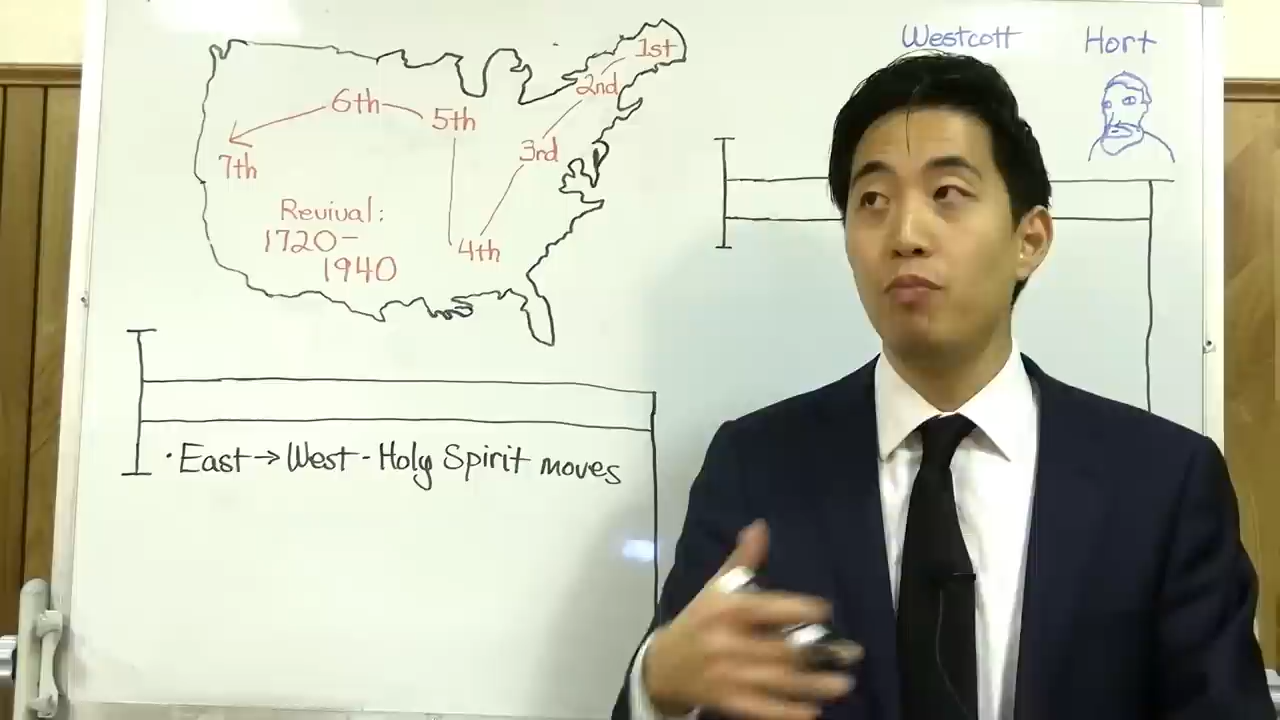 1st
2nd
3rd
4th
5th
6th
7th
Revival:
1720-
1940
· East → West - Holy Spirit moves
Westcott
Hort